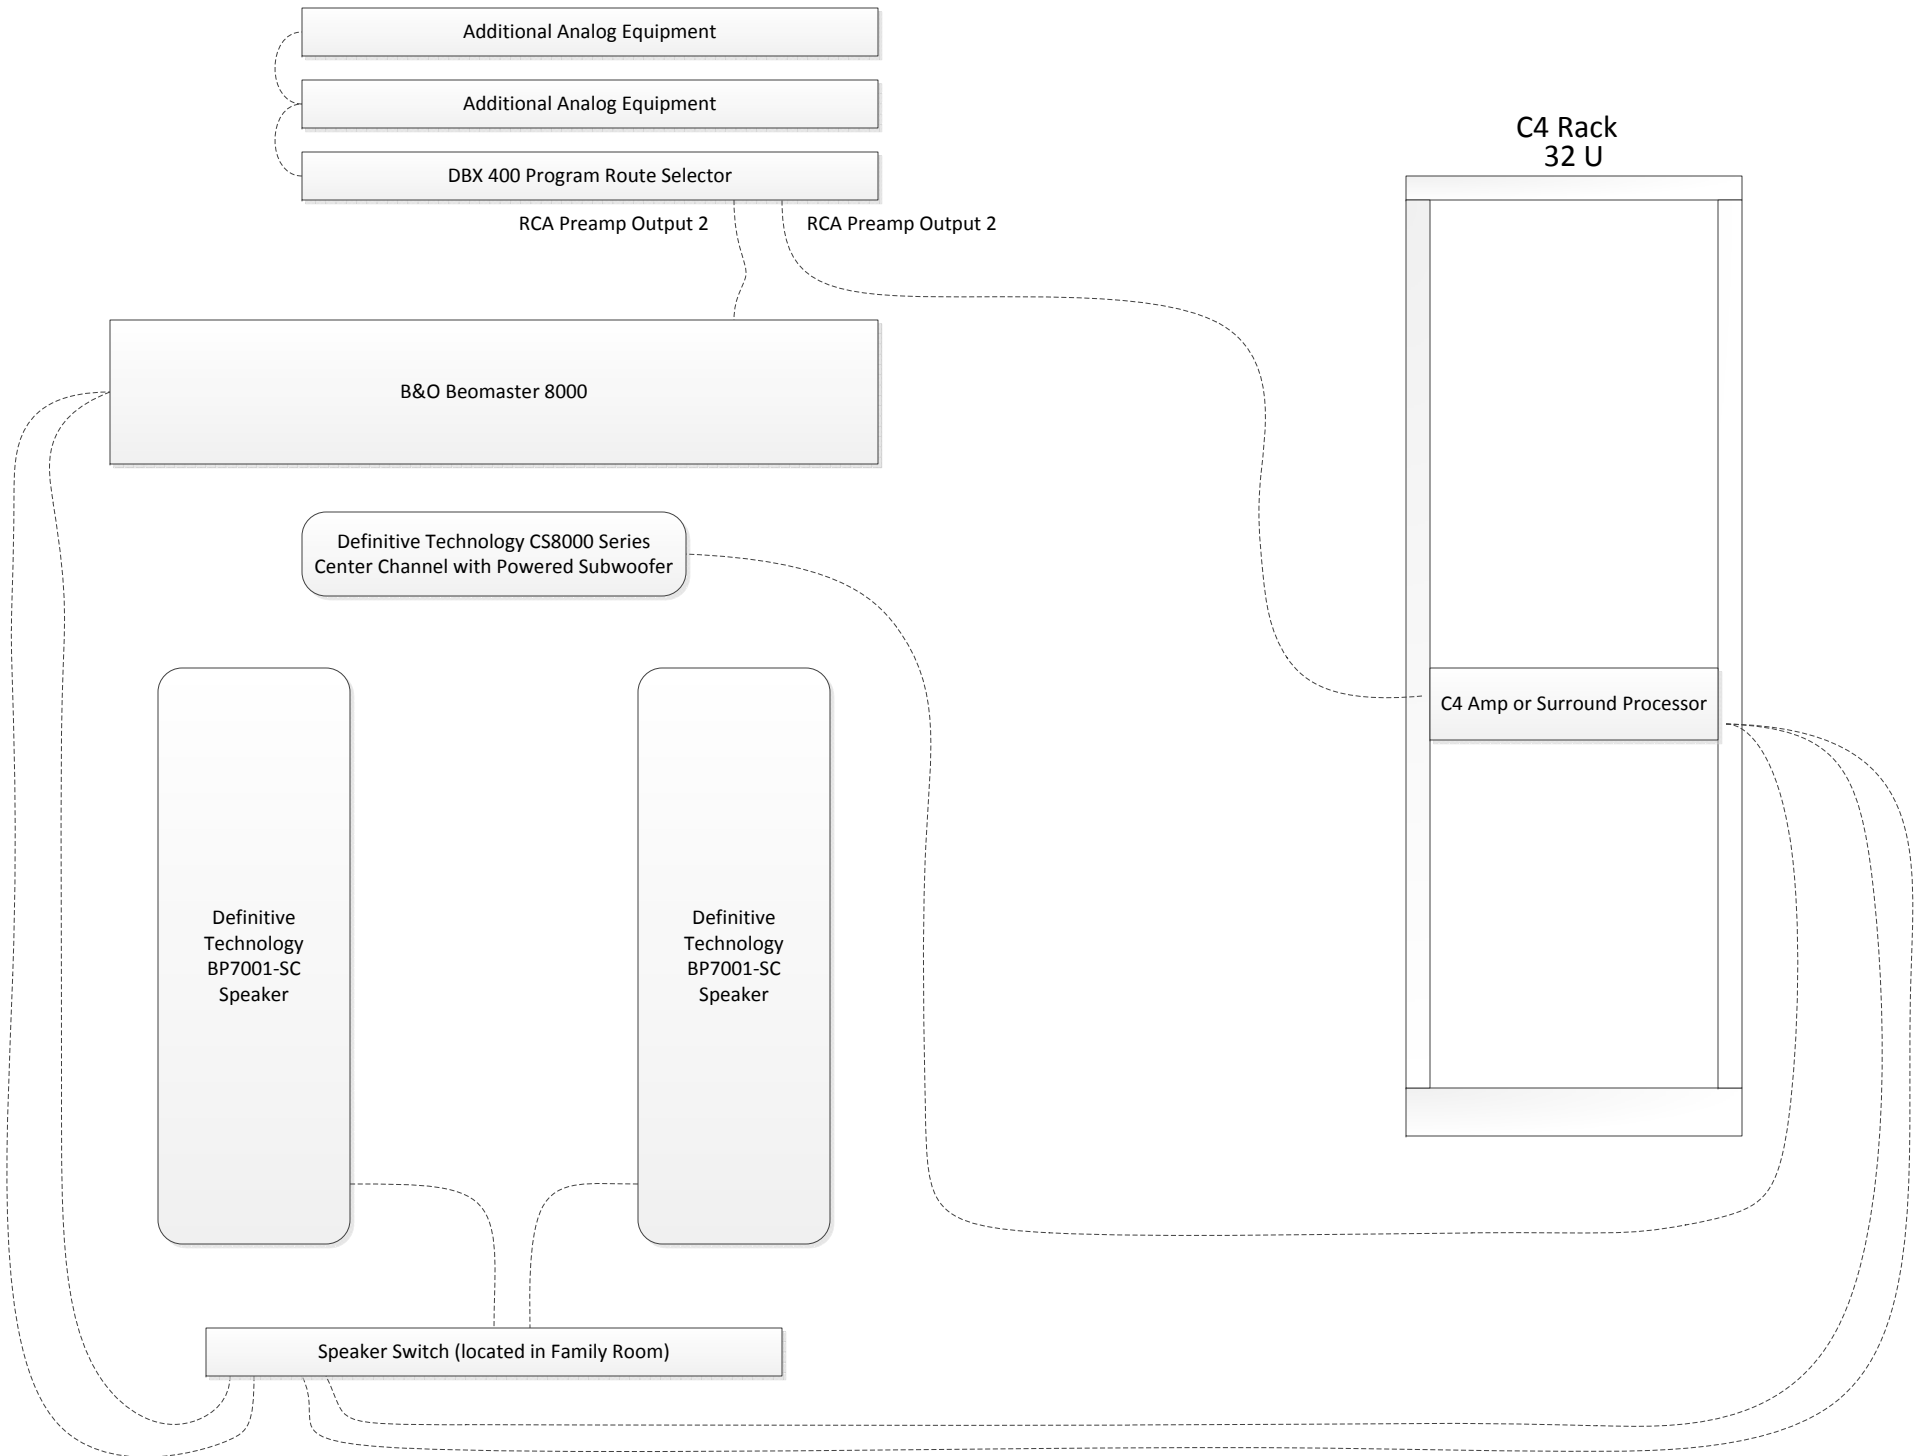 Additional Analog Equipment
Additional Analog Equipment
DBX 400 Program Route Selector
RCA Preamp Output 2
RCA Preamp Output 2
C4 Rack
32 U
B&O Beomaster 8000
Definitive Technology CS8000 Series
Center Channel with Powered Subwoofer
C4 Amp or Surround Processor
Definitive
Technology
BP7001-SC
Speaker
Definitive
Technology
BP7001-SC
Speaker
Speaker Switch (located in Family Room)